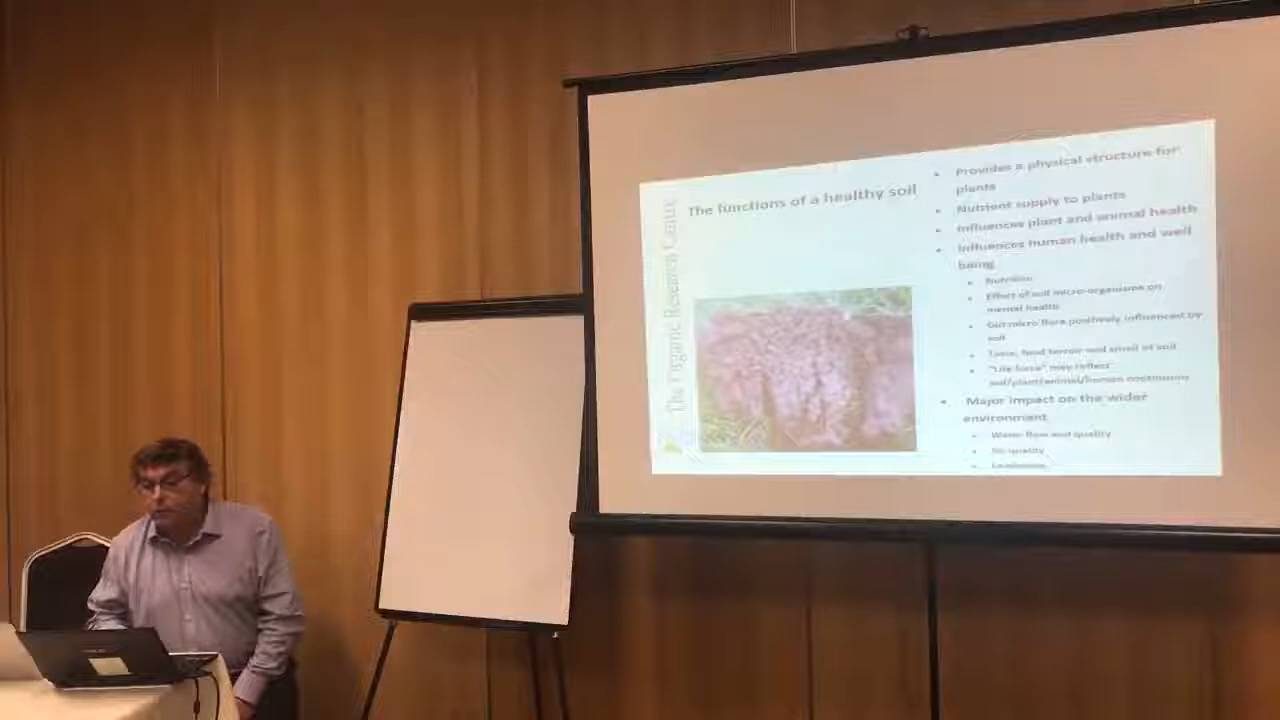 The Organic Research Centre
The functions of a healthy soil
• Provides a physical structure for
plants
• Nutrient supply to plants
• Influences plant and animal health
• Influences human health and well
being
• Nutrition
• Effect of soil micro-organisms on
mental health
• Gut micro flora positively influenced by
soil
• Taste, food terroir and smell of soil
• "Life force" may reflect
soil/plant/animal/human continuum
• Major impact on the wider
environment
• Water flow and quality
• Air quality